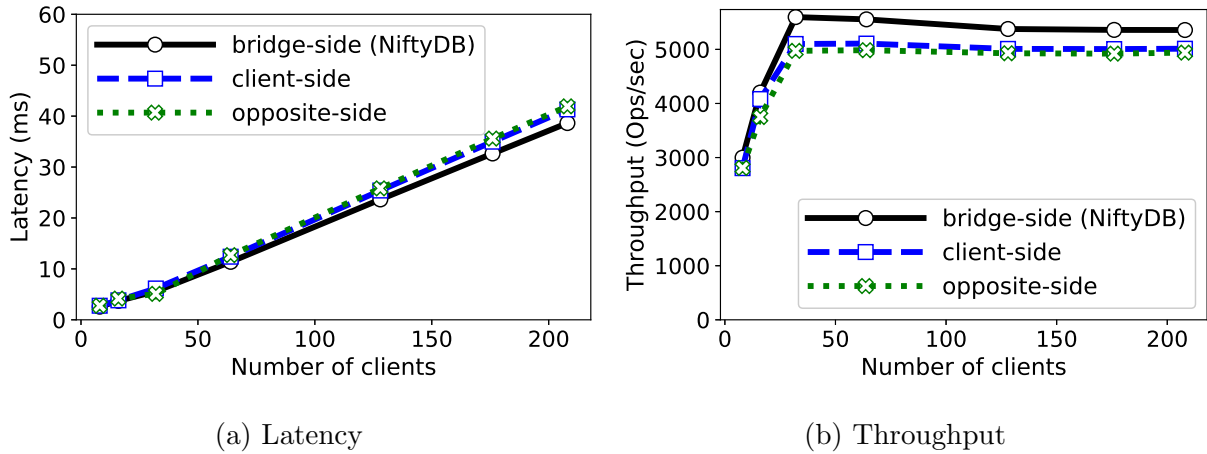 60
50
40
30
20
10
0
Latency (ms)
bridge-side (NiftyDB)
client-side
opposite-side
0 50 100 150 200
Number of clients
(a) Latency
5000
4000
3000
2000
1000
0
Throughput (Ops/sec)
bridge-side (NiftyDB)
client-side
opposite-side
0 50 100 150 200
Number of clients
(b) Throughput